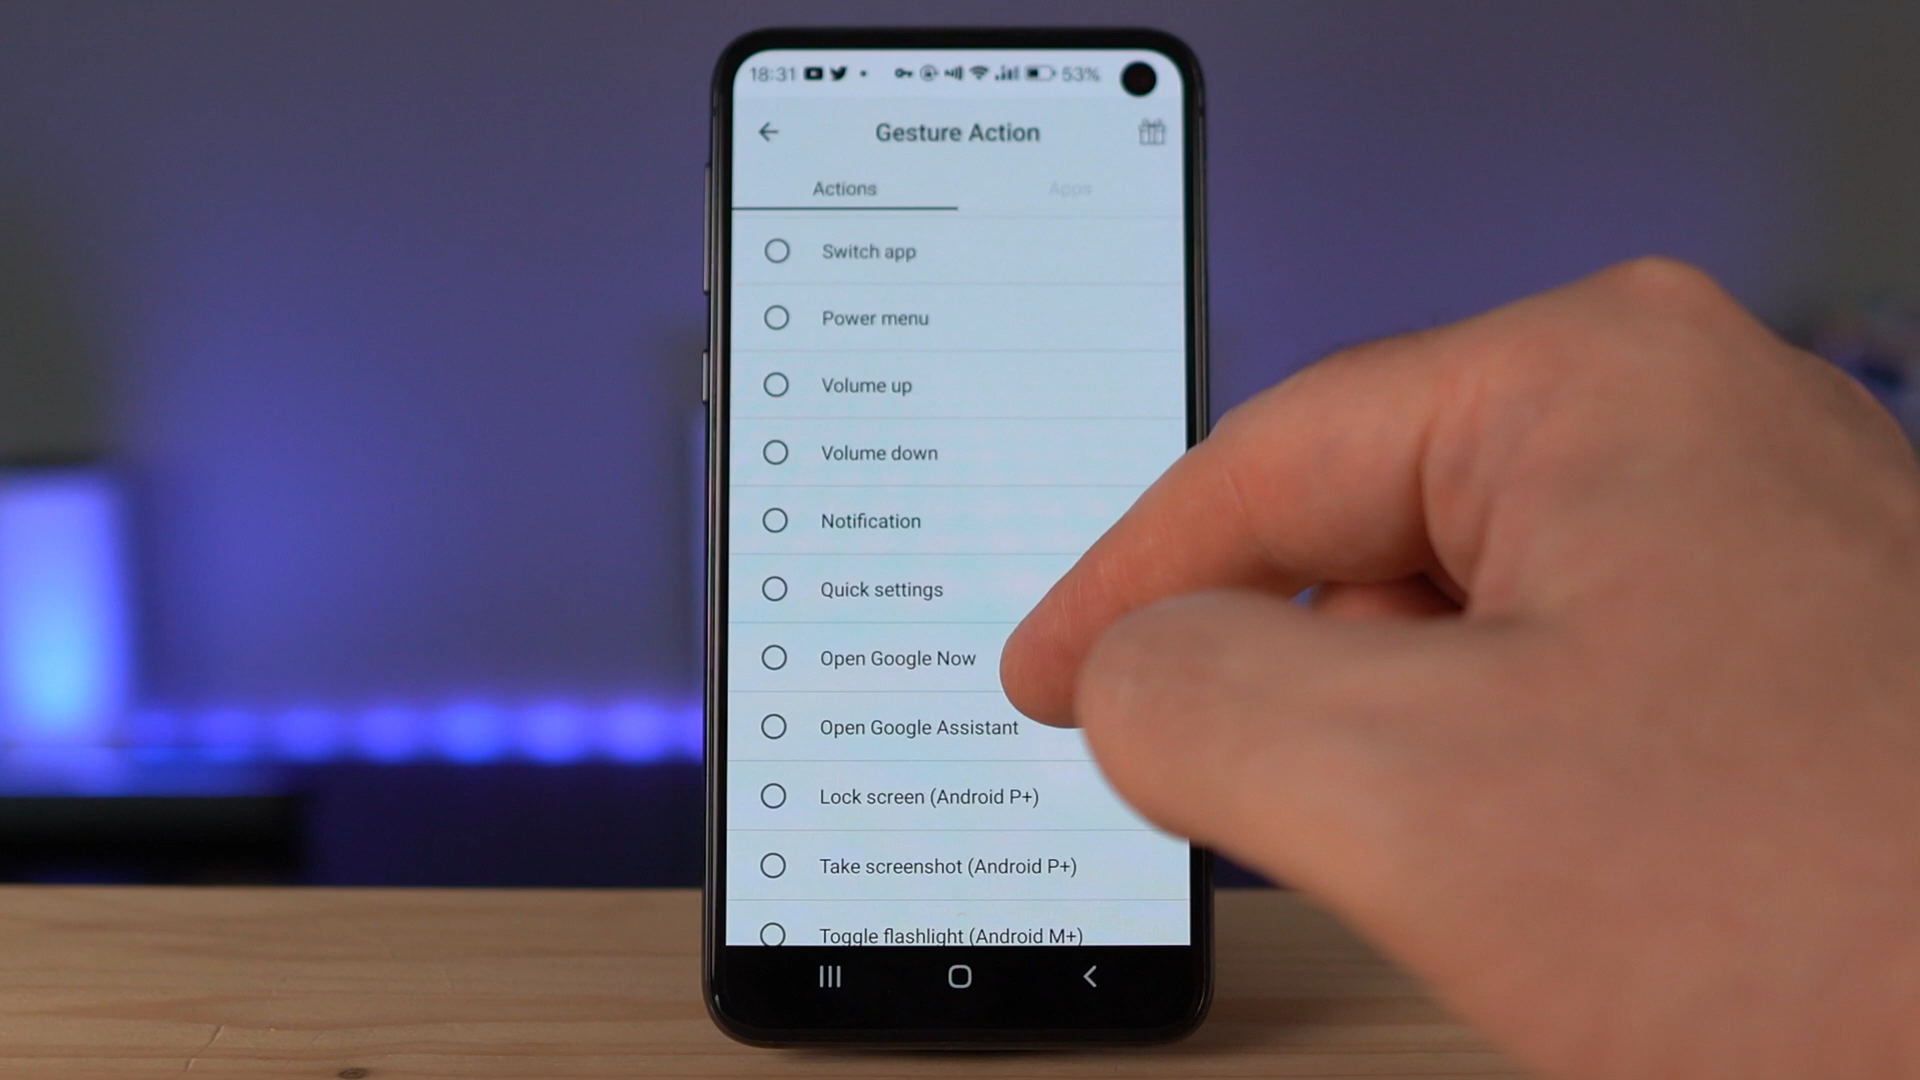 18:31 53%
Gesture Action
Actions Apps
Switch app
Power menu
Volume up
Volume down
Notification
Quick settings
Open Google Now
Open Google Assistant
Lock screen (Android P+)
Take screenshot (Android P+)
Toggle flashlight (Android M+)